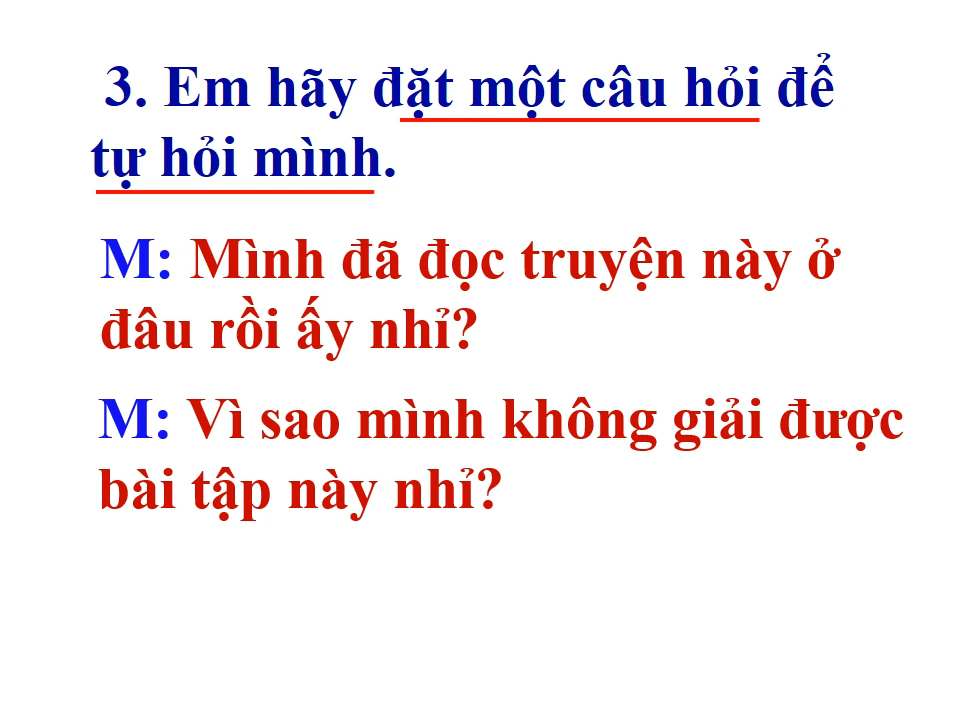 3. Em hãy đặt một câu hỏi để
tự hỏi mình.
M: Mình đã đọc truyện này ở
đâu rồi ấy nhỉ?
M: Vì sao mình không giải được
bài tập này nhỉ?